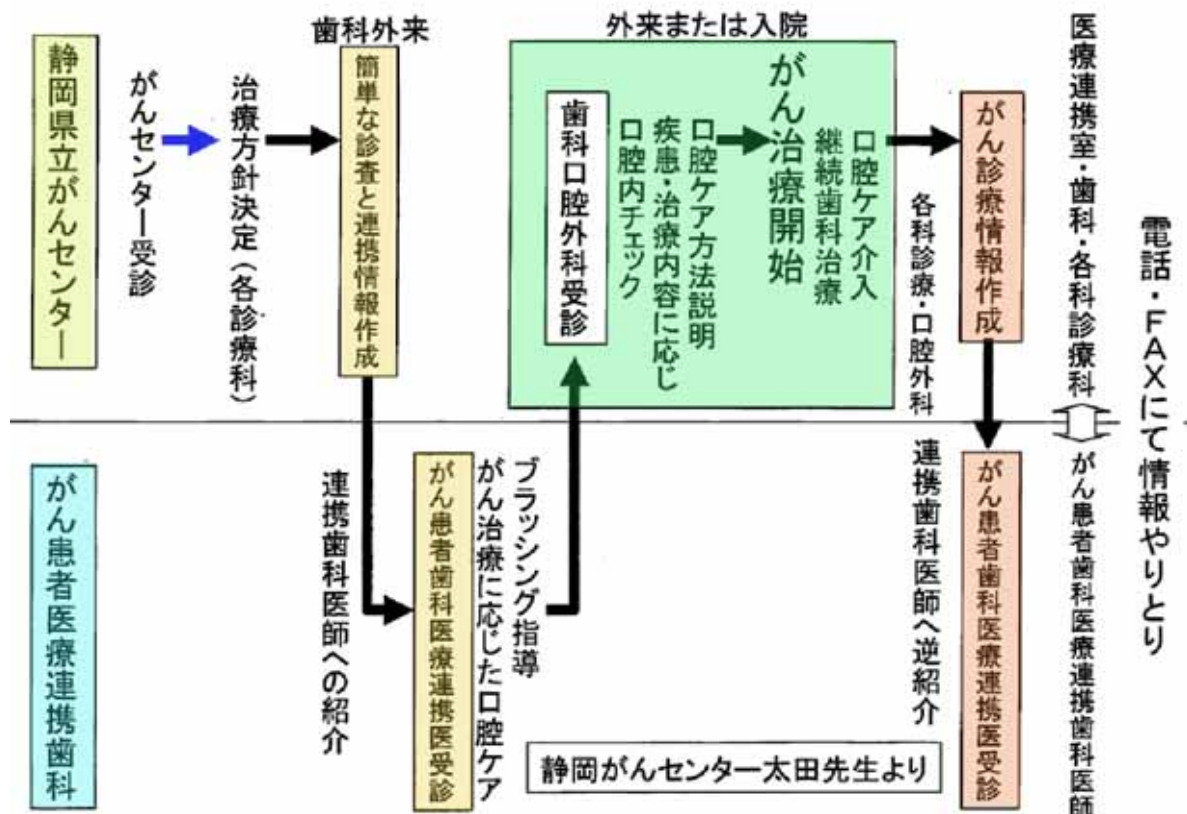 静岡県立がんセンター
がんセンター受診
治療方針決定(各診療科)
歯科外来
簡単な診査と連携情報作成
連携歯科医師への紹介
がん患者医療連携歯科
がん患者歯科医療連携医受診
がん治療に応じた口腔ケア
ブラッシング指導
外来または入院
歯科口腔外科受診
口腔内チェック
疾患・治療内容に応じ
口腔ケア方法説明
がん治療開始
継続歯科治療
口腔ケア介入
各科診療・口腔外科
がん診療情報作成
連携歯科医師へ逆紹介
がん患者歯科医療連携医受診
医療連携室・歯科・各科診療科
がん患者歯科医療連携歯科医師
電話・FAXにて情報やりとり
静岡がんセンター太田先生より